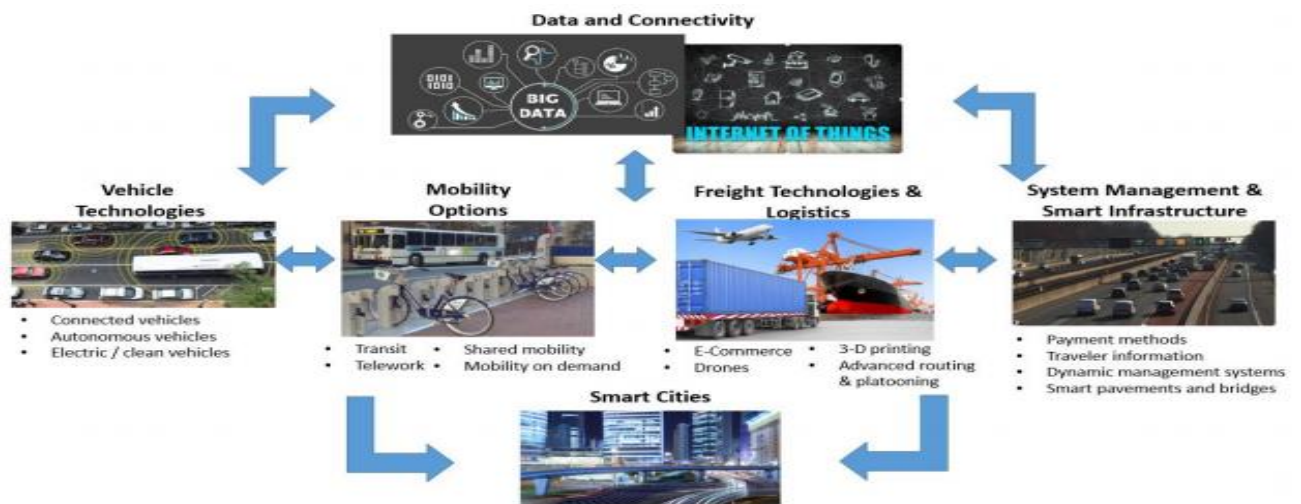 Data and Connectivity
0101
1010
BIG
DATA
INTERNET OF THINGS
Vehicle
Technologies
Mobility
Options
Freight Technologies &
Logistics
System Management &
Smart Infrastructure
• Connected vehicles
• Autonomous vehicles
• Electric / clean vehicles
• Transit
• Telework
• Shared mobility
• Mobility on demand
• E-Commerce
• Drones
• 3-D printing
• Advanced routing
& platooning
• Payment methods
• Traveler information
• Dynamic management systems
• Smart pavements and bridges
Smart Cities